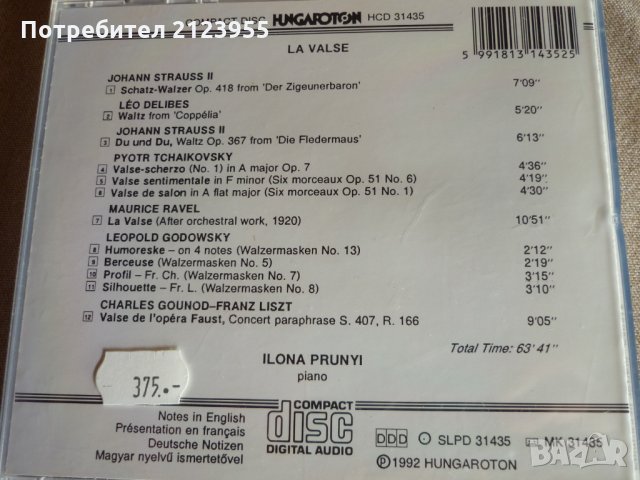 Потребител 2123955
COMPACT DISC HUNGAROTON HCD 31435
5 991813 143525
LA VALSE
JOHANN STRAUSS II
1 Schatz-Walzer Op. 418 from 'Der Zigeunerbaron' 7'09"
LÉO DELIBES
2 Waltz from 'Coppélia' 5'20"
JOHANN STRAUSS II
3 Du und Du, Waltz Op. 367 from 'Die Fledermaus' 6'13"
PYOTR TCHAIKOVSKY
4 Valse-scherzo (No. 1) in A major Op. 7 4'36"
5 Valse sentimentale in F minor (Six morceaux Op. 51 No. 6) 4'19"
6 Valse de salon in A flat major (Six morceaux Op. 51 No. 1) 4'30"
MAURICE RAVEL
7 La Valse (After orchestral work, 1920) 10'51"
LEOPOLD GODOWSKY
8 Humoreske – on 4 notes (Walzermasken No. 13) 2'12"
9 Berceuse (Walzermasken No. 5) 2'19"
10 Profil – Fr. Ch. (Walzermasken No. 7) 3'15"
11 Silhouette – Fr. L. (Walzermasken No. 8) 3'10"
CHARLES GOUNOD–FRANZ LISZT
12 Valse de l'opéra Faust, Concert paraphrase S. 407, R. 166 9'05"
Total Time: 63'41"
ILONA PRUNYI
piano
375.-
Notes in English
Présentation en français
Deutsche Notizen
Magyar nyelvű ismertetővel
COMPACT
disc
DIGITAL AUDIO
DDD SLPD 31435 MK 31435
℗ 1992 HUNGAROTON
bazar.bg